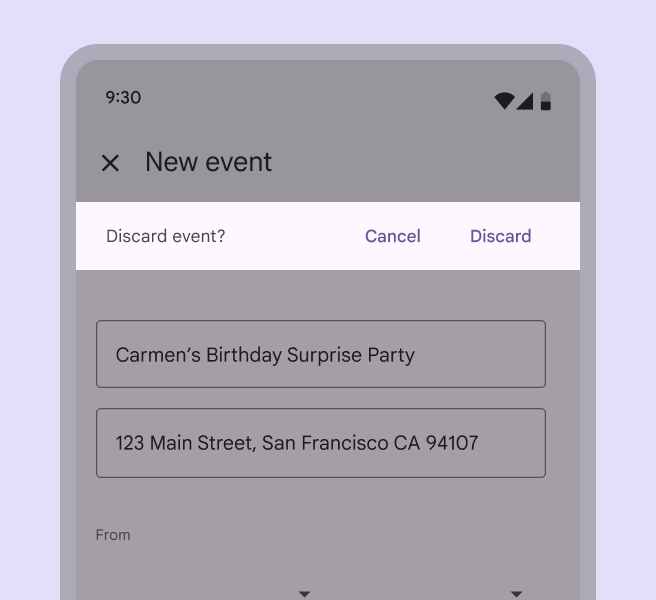 9:30
New event
Discard event? Cancel Discard
Carmen’s Birthday Surprise Party
123 Main Street, San Francisco CA 94107
From